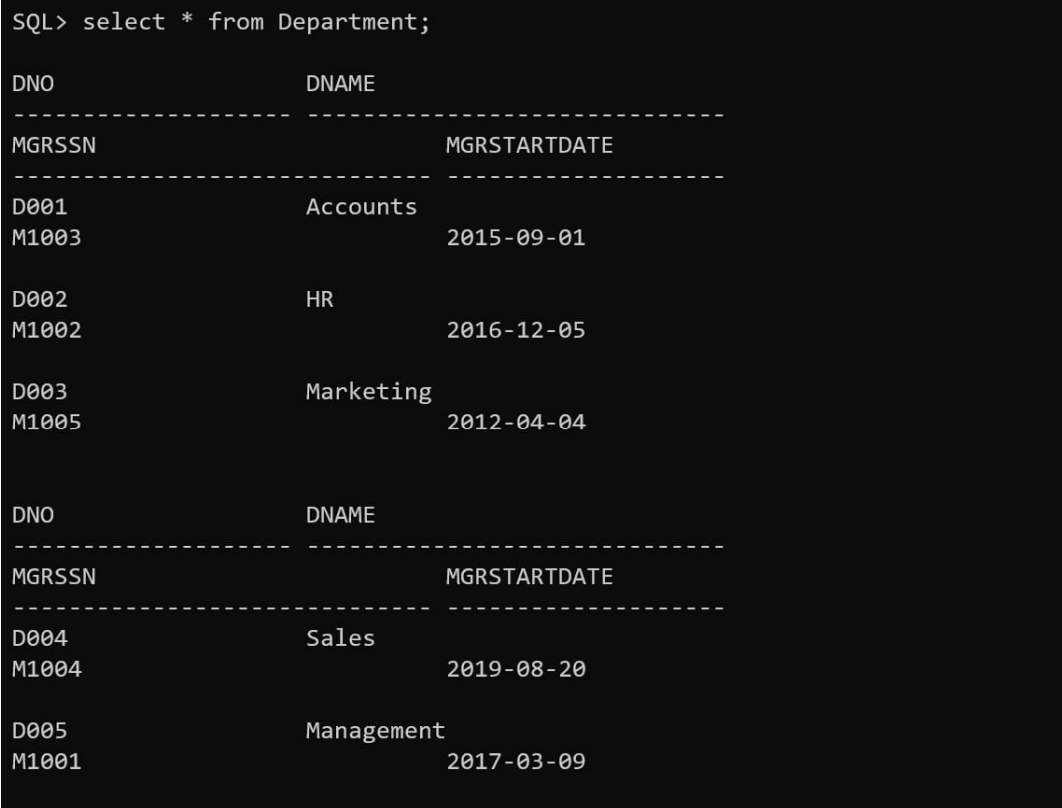 SQL> select * from Department;
DNO DNAME
-------------------- ------------------------------
MGRSSN MGRSTARTDATE
------------------------------ --------------------
D001 Accounts
M1003 2015-09-01
D002 HR
M1002 2016-12-05
D003 Marketing
M1005 2012-04-04
DNO DNAME
-------------------- ------------------------------
MGRSSN MGRSTARTDATE
------------------------------ --------------------
D004 Sales
M1004 2019-08-20
D005 Management
M1001 2017-03-09